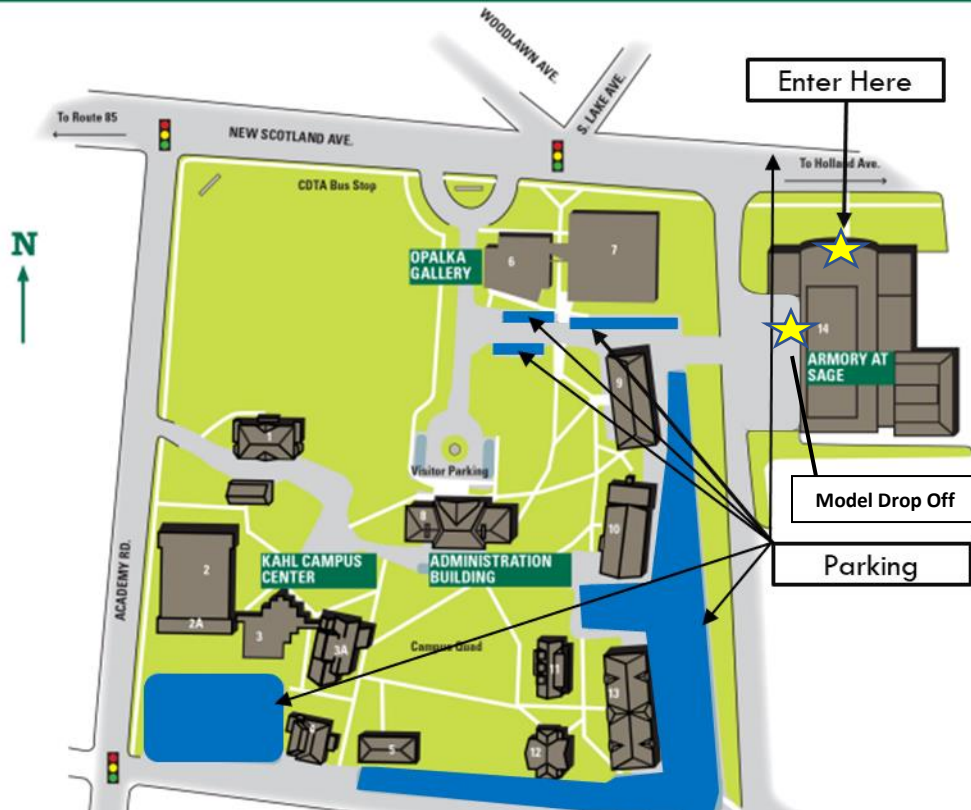 WOODLAWN AVE.
S. LAKE AVE.
Enter Here
To Route 85
NEW SCOTLAND AVE.
To Holland Ave.
CDTA Bus Stop
N
OPALKA
GALLERY
6
7
14
ARMORY AT
SAGE
9
1
Visitor Parking
Model Drop Off
8
10
KAHL CAMPUS
CENTER
ADMINISTRATION
BUILDING
Parking
ACADEMY RD.
2
2A
3
3A
Campus Quad
11
13
5
12